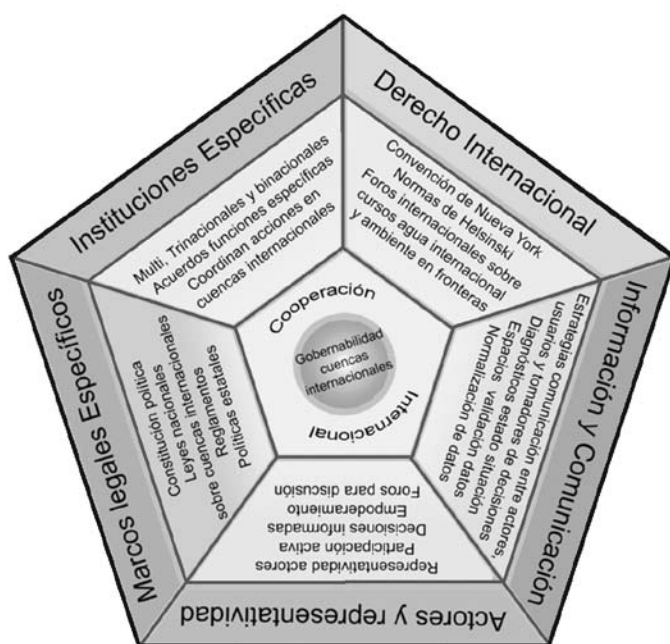 Instituciones Específicas
Multi, Trinacionales y binacionales
Acuerdos funciones específicas
Coordinan acciones en
cuencas internacionales
Derecho Internacional
Convención de Nueva York
Normas de Helsinski
Foros internacionales sobre
cursos agua internacional
y ambiente en fronteras
Información y Comunicación
Estrategias comunicación entre actores,
usuarios y tomadores de decisiones
Diagnósticos estado situación
Espacios validación datos
Normalización de datos
Actores y representatividad
Representatividad actores
Participación activa
Decisiones informadas
Empoderamiento
Foros para discusión
Marcos legales Específicos
Constitución política
Leyes nacionales
sobre cuencas internacionales
Reglamentos
Políticas estatales
Cooperación
Internacional
Gobernabilidad
cuencas
internacionales